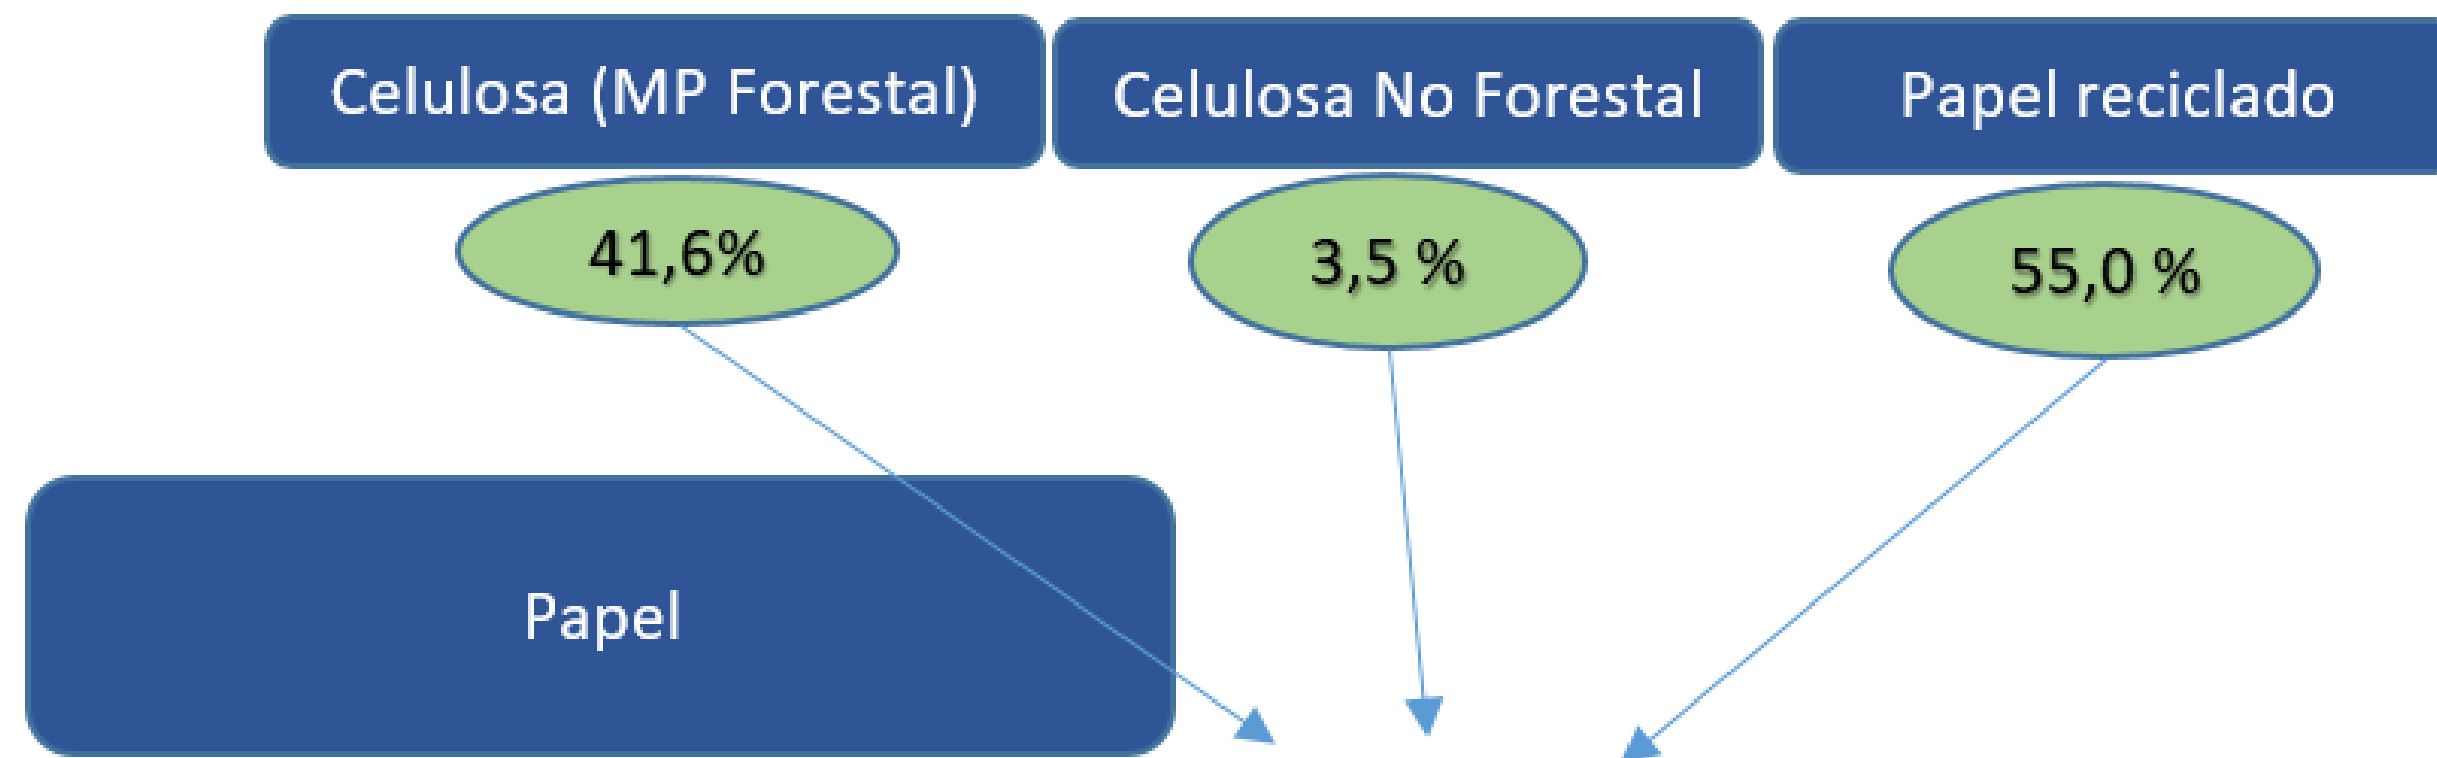 Celulosa (MP Forestal)
Celulosa No Forestal
Papel reciclado
41,6%
3,5 %
55,0 %
Papel